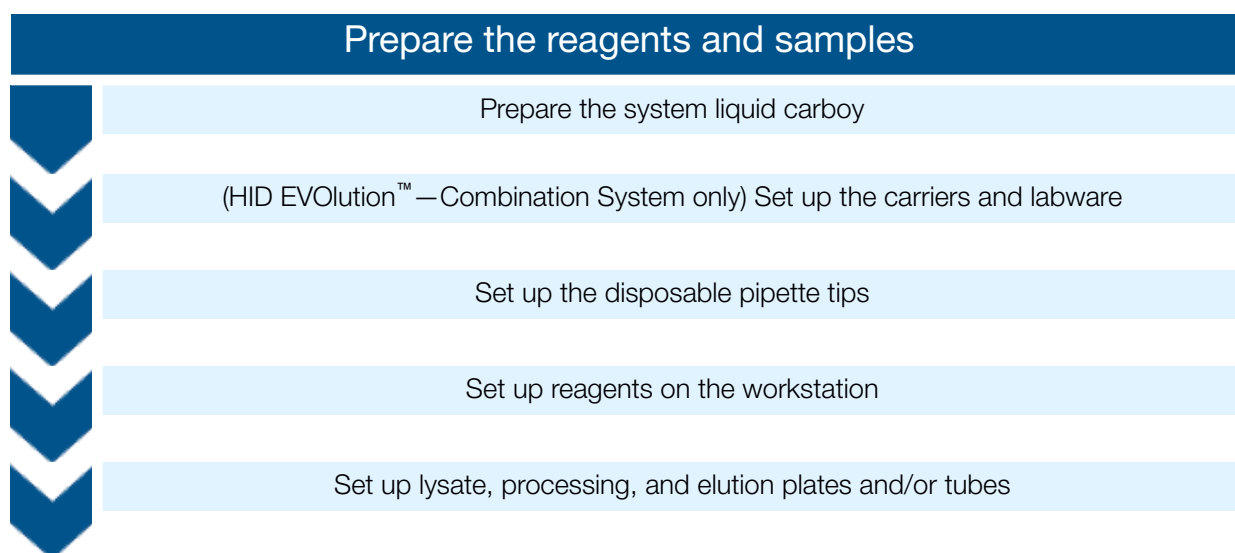 Prepare the reagents and samples
Prepare the system liquid carboy
(HID EVOlution™—Combination System only) Set up the carriers and labware
Set up the disposable pipette tips
Set up reagents on the workstation
Set up lysate, processing, and elution plates and/or tubes